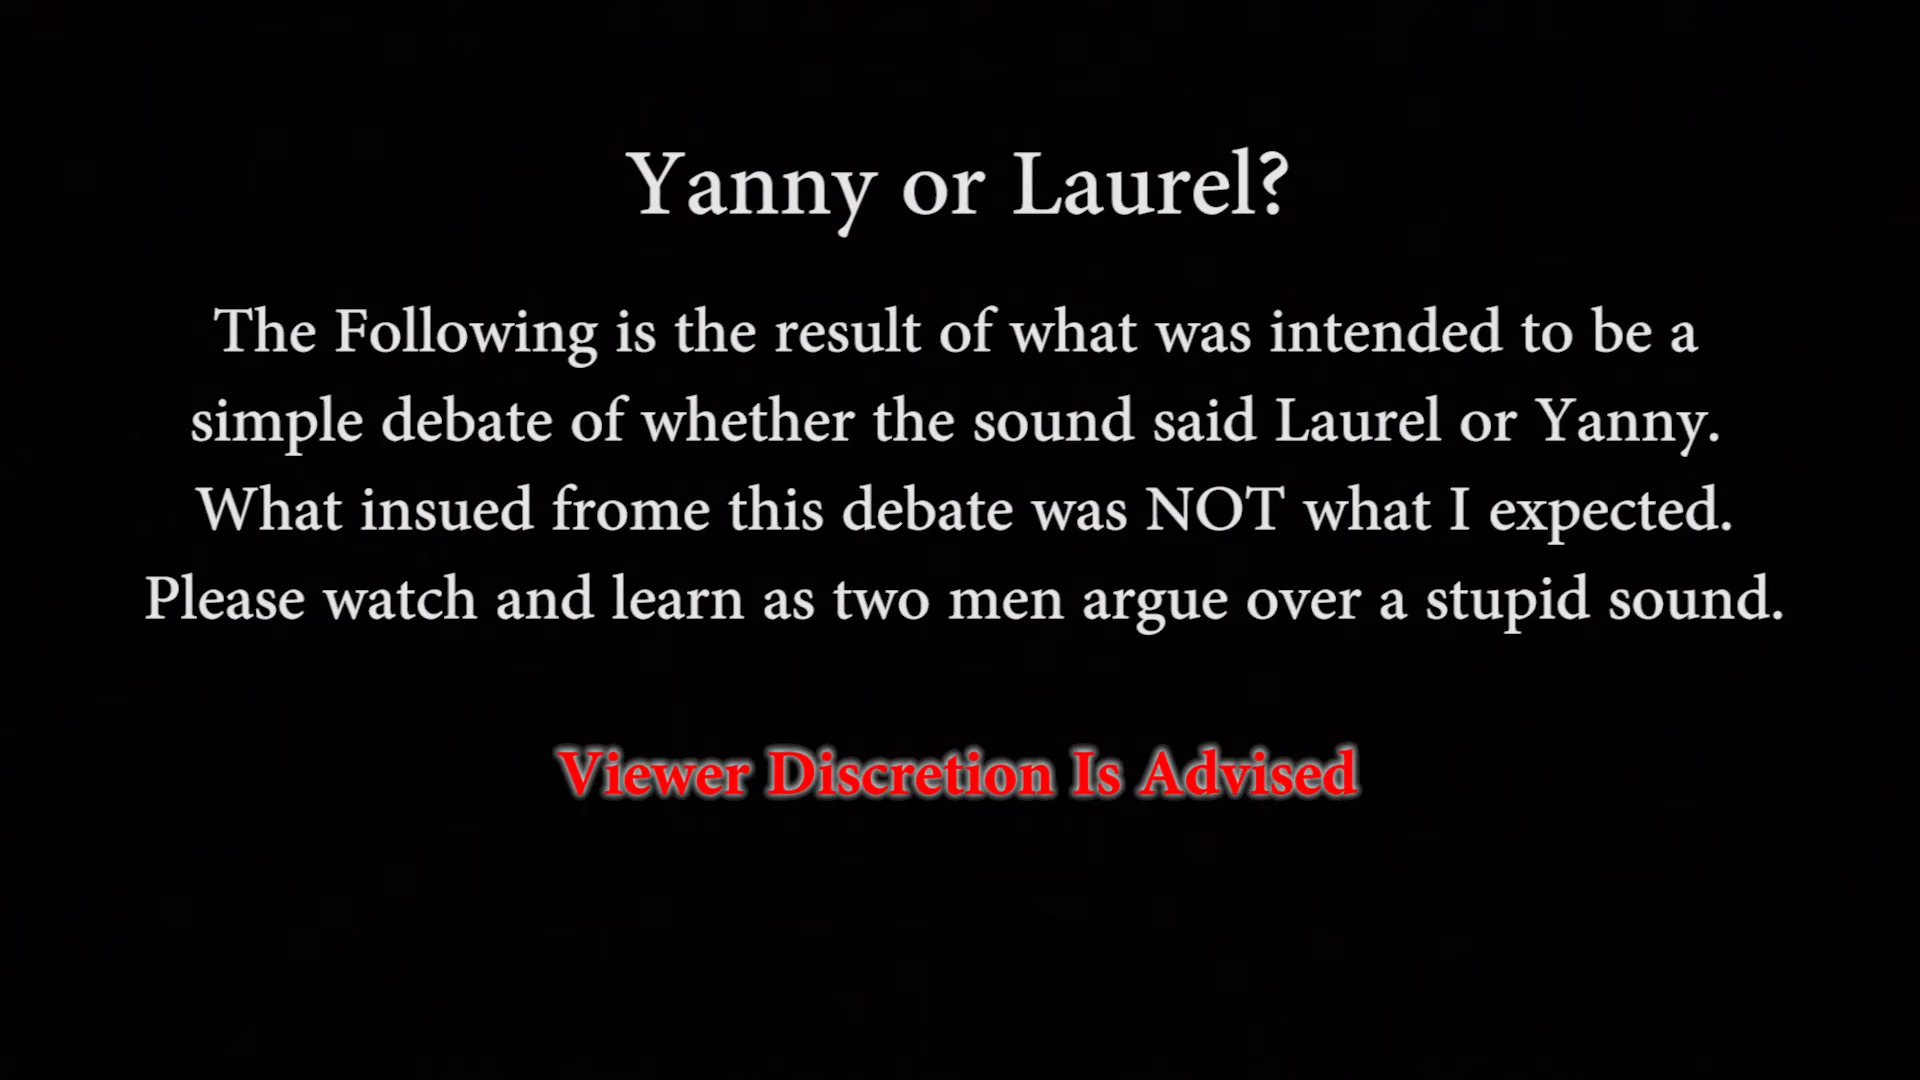 Yanny or Laurel?
The Following is the result of what was intended to be a
simple debate of whether the sound said Laurel or Yanny.
What insued frome this debate was NOT what I expected.
Please watch and learn as two men argue over a stupid sound.
Viewer Discretion Is Advised